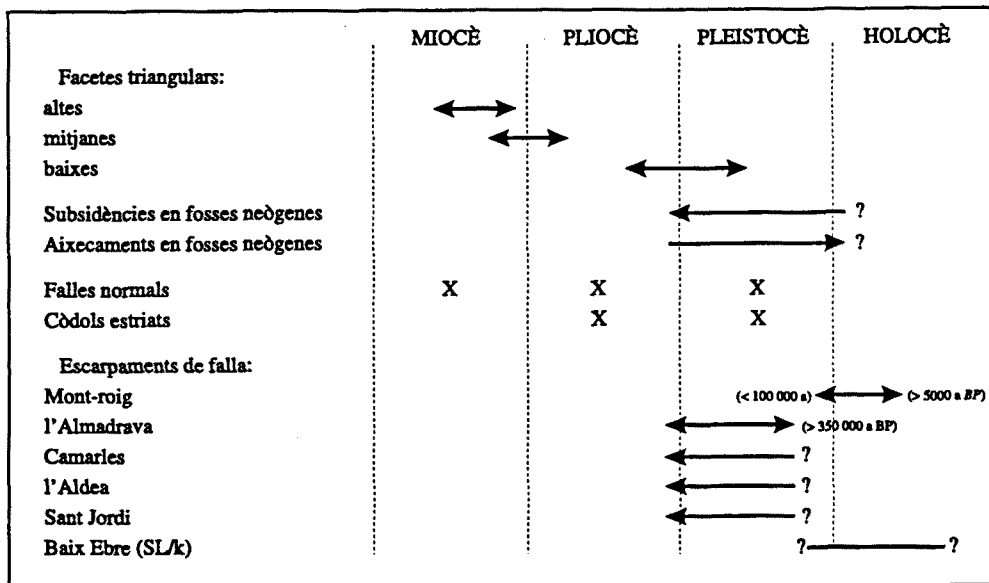 MIOCÈ PLIOCÈ PLEISTOCÈ HOLOCÈ
Facetes triangulars:
altes
mitjanes
baixes
Subsidències en fosses neògenes ?
Aixecaments en fosses neògenes ?
Falles normals X X X
Còdols estriats X X
Escarpaments de falla:
Mont-roig (< 100 000 a) (> 5000 a BP)
l'Almadrava (> 350 000 a BP)
Camarles ?
l'Aldea ?
Sant Jordi ?
Baix Ebre (SL/k) ? ?